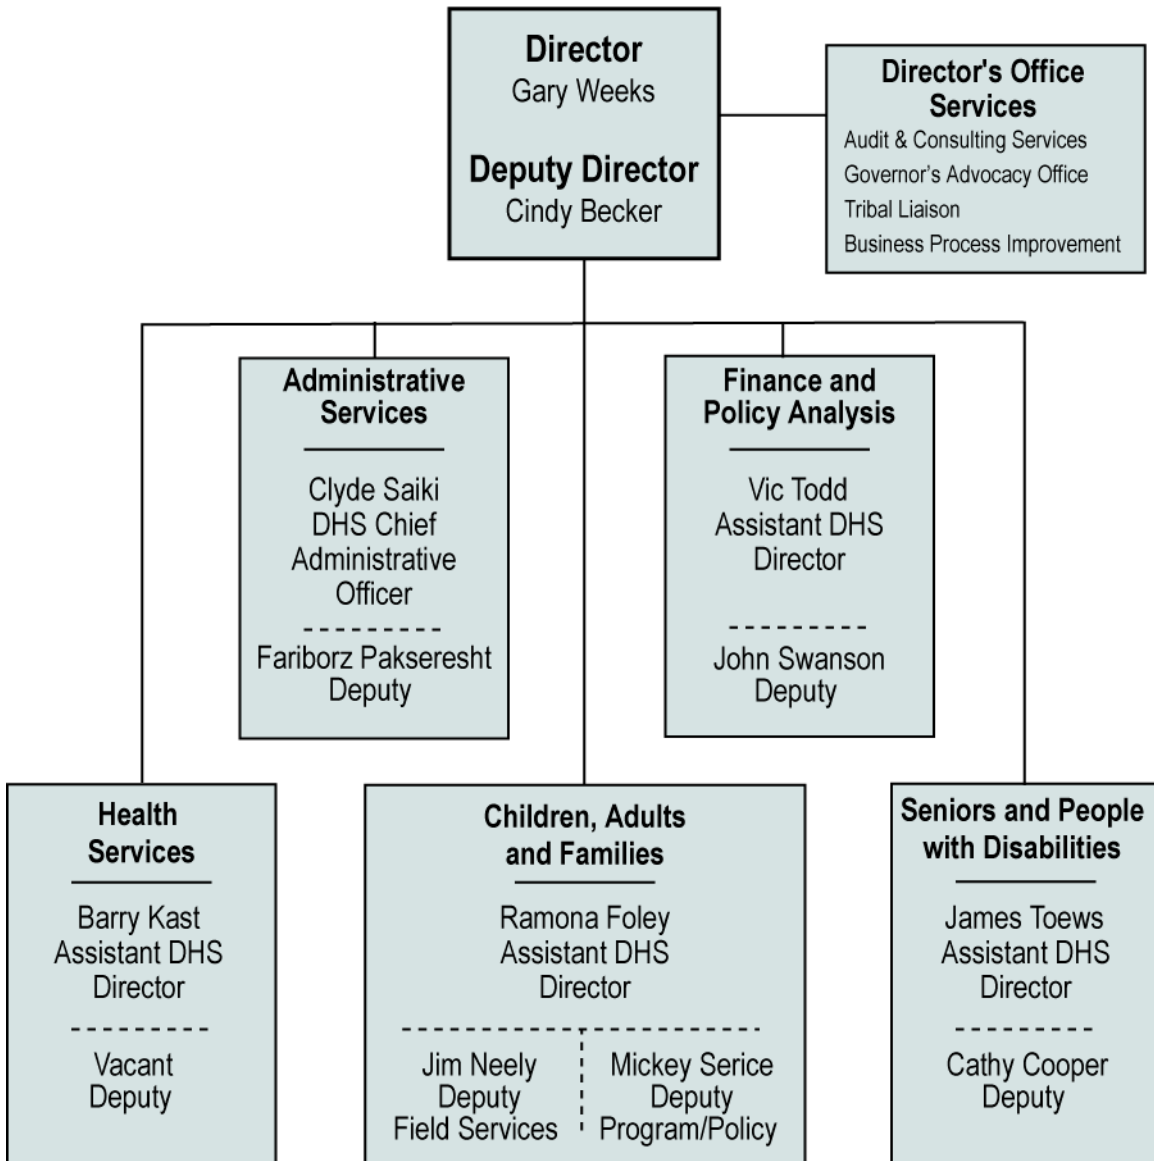 Director
Gary Weeks
Deputy Director
Cindy Becker
Director's Office
Services
Audit & Consulting Services
Governor’s Advocacy Office
Tribal Liaison
Business Process Improvement
Administrative
Services
Clyde Saiki
DHS Chief
Administrative
Officer
Fariborz Pakseresht
Deputy
Finance and
Policy Analysis
Vic Todd
Assistant DHS
Director
John Swanson
Deputy
Health
Services
Barry Kast
Assistant DHS
Director
Vacant
Deputy
Children, Adults
and Families
Ramona Foley
Assistant DHS
Director
Jim Neely
Deputy
Field Services
Mickey Serice
Deputy
Program/Policy
Seniors and People
with Disabilities
James Toews
Assistant DHS
Director
Cathy Cooper
Deputy